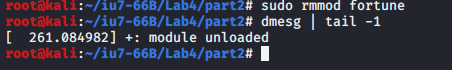 root@kali:~/iu7-66B/Lab4/part2# sudo rmmod fortune
root@kali:~/iu7-66B/Lab4/part2# dmesg | tail -1
[  261.084982] +: module unloaded
root@kali:~/iu7-66B/Lab4/part2#